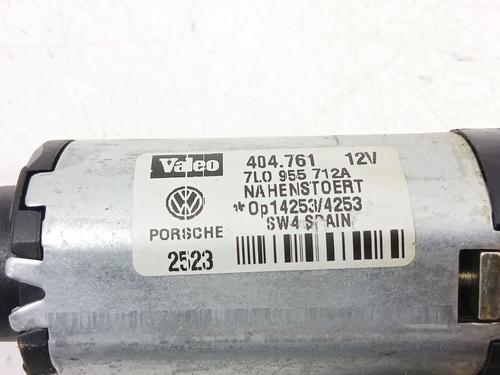 Valeo 404.761 12V
7L0 955 712A
NAHENSTOERT
*Op14253/4253
PORSCHE SW4 SPAIN
2523